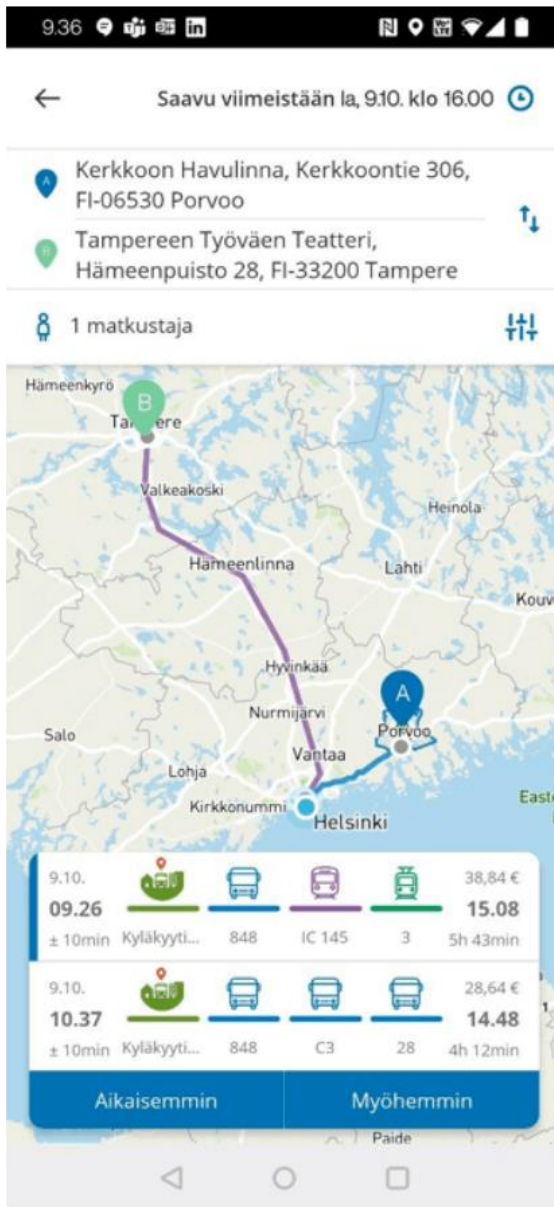 9.36
Saavu viimeistään la, 9.10. klo 16.00
A
Kerkkoon Havulinna, Kerkkoontie 306,
FI-06530 Porvoo
B
Tampereen Työväen Teatteri,
Hämeenpuisto 28, FI-33200 Tampere
1 matkustaja
Hämeenkyrö
B
Tampere
Valkeakoski
Heinola
Hämeenlinna
Lahti
Kouv
Hyvinkää
A
Nurmijärvi
Porvoo
Salo
Vantaa
Lohja
Kirkkonummi
Helsinki
East
9.10.
38,84 €
09.26
15.08
± 10min Kyläkyyti... 848 IC 145 3 5h 43min
9.10.
28,64 €
10.37
14.48
± 10min Kyläkyyti... 848 C3 28 4h 12min
Aikaisemmin Myöhemmin
Paide